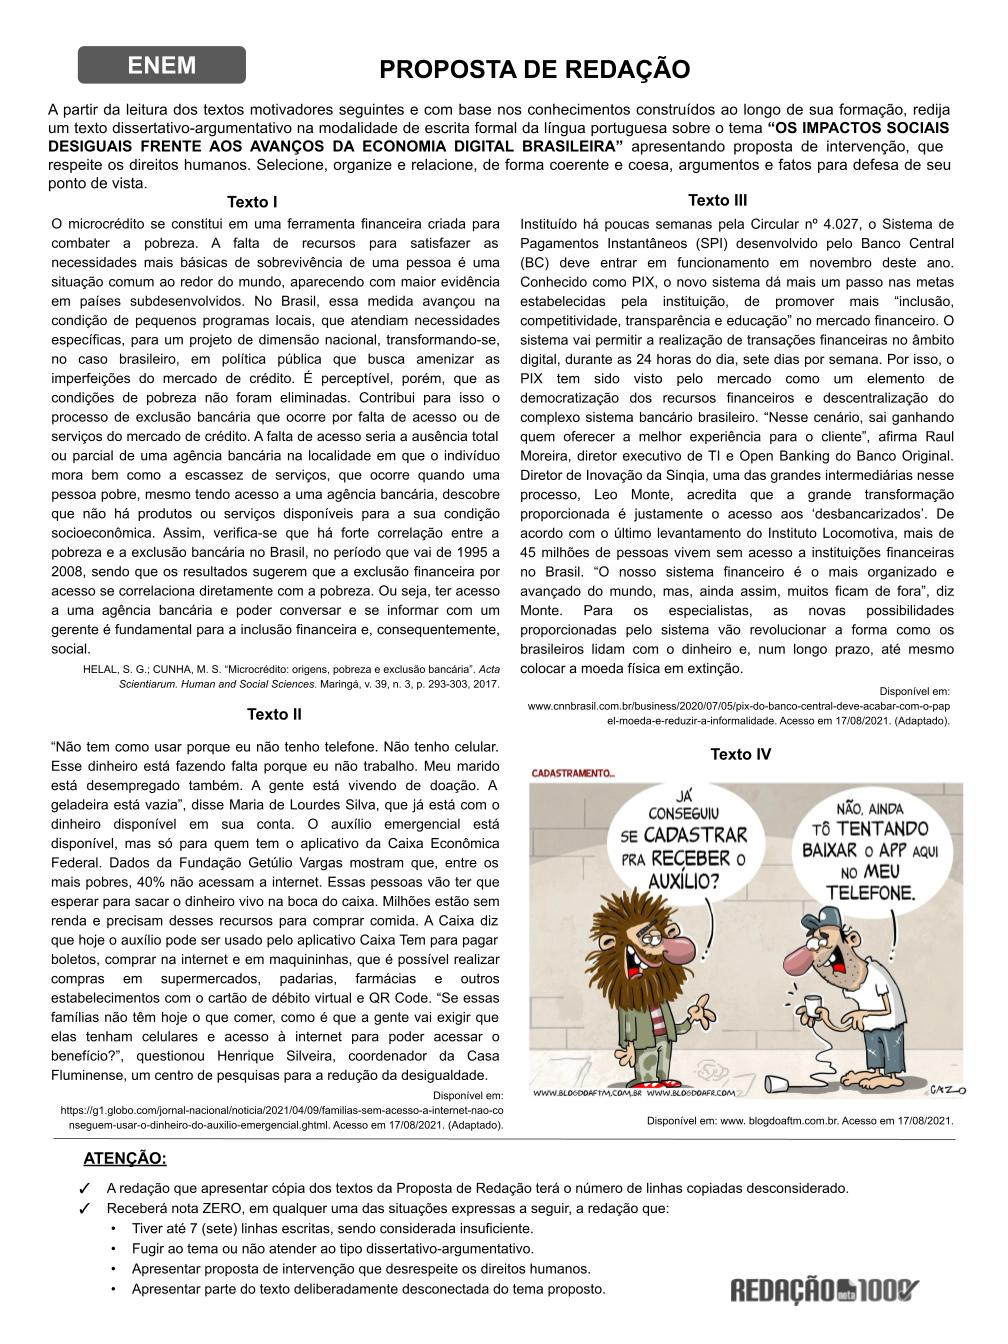 ENEM
PROPOSTA DE REDAÇÃO
A partir da leitura dos textos motivadores seguintes e com base nos conhecimentos construídos ao longo de sua formação, redija
um texto dissertativo-argumentativo na modalidade de escrita formal da língua portuguesa sobre o tema “OS IMPACTOS SOCIAIS
DESIGUAIS FRENTE AOS AVANÇOS DA ECONOMIA DIGITAL BRASILEIRA” apresentando proposta de intervenção, que
respeite os direitos humanos. Selecione, organize e relacione, de forma coerente e coesa, argumentos e fatos para defesa de seu
ponto de vista.
Texto I
O microcrédito se constitui em uma ferramenta financeira criada para
combater a pobreza. A falta de recursos para satisfazer as
necessidades mais básicas de sobrevivência de uma pessoa é uma
situação comum ao redor do mundo, aparecendo com maior evidência
em países subdesenvolvidos. No Brasil, essa medida avançou na
condição de pequenos programas locais, que atendiam necessidades
específicas, para um projeto de dimensão nacional, transformando-se,
no caso brasileiro, em política pública que busca amenizar as
imperfeições do mercado de crédito. É perceptível, porém, que as
condições de pobreza não foram eliminadas. Contribui para isso o
processo de exclusão bancária que ocorre por falta de acesso ou de
serviços do mercado de crédito. A falta de acesso seria a ausência total
ou parcial de uma agência bancária na localidade em que o indivíduo
mora bem como a escassez de serviços, que ocorre quando uma
pessoa pobre, mesmo tendo acesso a uma agência bancária, descobre
que não há produtos ou serviços disponíveis para a sua condição
socioeconômica. Assim, verifica-se que há forte correlação entre a
pobreza e a exclusão bancária no Brasil, no período que vai de 1995 a
2008, sendo que os resultados sugerem que a exclusão financeira por
acesso se correlaciona diretamente com a pobreza. Ou seja, ter acesso
a uma agência bancária e poder conversar e se informar com um
gerente é fundamental para a inclusão financeira e, consequentemente,
social.
HELAL, S. G.; CUNHA, M. S. “Microcrédito: origens, pobreza e exclusão bancária”. Acta
Scientiarum. Human and Social Sciences. Maringá, v. 39, n. 3, p. 293-303, 2017.
Texto II
“Não tem como usar porque eu não tenho telefone. Não tenho celular.
Esse dinheiro está fazendo falta porque eu não trabalho. Meu marido
está desempregado também. A gente está vivendo de doação. A
geladeira está vazia”, disse Maria de Lourdes Silva, que já está com o
dinheiro disponível em sua conta. O auxílio emergencial está
disponível, mas só para quem tem o aplicativo da Caixa Econômica
Federal. Dados da Fundação Getúlio Vargas mostram que, entre os
mais pobres, 40% não acessam a internet. Essas pessoas vão ter que
esperar para sacar o dinheiro vivo na boca do caixa. Milhões estão sem
renda e precisam desses recursos para comprar comida. A Caixa diz
que hoje o auxílio pode ser usado pelo aplicativo Caixa Tem para pagar
boletos, comprar na internet e em maquininhas, que é possível realizar
compras em supermercados, padarias, farmácias e outros
estabelecimentos com o cartão de débito virtual e QR Code. “Se essas
famílias não têm hoje o que comer, como é que a gente vai exigir que
elas tenham celulares e acesso à internet para poder acessar o
benefício?”, questionou Henrique Silveira, coordenador da Casa
Fluminense, um centro de pesquisas para a redução da desigualdade.
Disponível em:
https://g1.globo.com/jornal-nacional/noticia/2021/04/09/familias-sem-acesso-a-internet-nao-co
nseguem-usar-o-dinheiro-do-auxilio-emergencial.ghtml. Acesso em 17/08/2021. (Adaptado).
Texto III
Instituído há poucas semanas pela Circular nº 4.027, o Sistema de
Pagamentos Instantâneos (SPI) desenvolvido pelo Banco Central
(BC) deve entrar em funcionamento em novembro deste ano.
Conhecido como PIX, o novo sistema dá mais um passo nas metas
estabelecidas pela instituição, de promover mais “inclusão,
competitividade, transparência e educação” no mercado financeiro. O
sistema vai permitir a realização de transações financeiras no âmbito
digital, durante as 24 horas do dia, sete dias por semana. Por isso, o
PIX tem sido visto pelo mercado como um elemento de
democratização dos recursos financeiros e descentralização do
complexo sistema bancário brasileiro. “Nesse cenário, sai ganhando
quem oferecer a melhor experiência para o cliente”, afirma Raul
Moreira, diretor executivo de TI e Open Banking do Banco Original.
Diretor de Inovação da Sinqia, uma das grandes intermediárias nesse
processo, Leo Monte, acredita que a grande transformação
proporcionada é justamente o acesso aos ‘desbancarizados’. De
acordo com o último levantamento do Instituto Locomotiva, mais de
45 milhões de pessoas vivem sem acesso a instituições financeiras
no Brasil. “O nosso sistema financeiro é o mais organizado e
avançado do mundo, mas, ainda assim, muitos ficam de fora”, diz
Monte. Para os especialistas, as novas possibilidades
proporcionadas pelo sistema vão revolucionar a forma como os
brasileiros lidam com o dinheiro e, num longo prazo, até mesmo
colocar a moeda física em extinção.
Disponível em:
www.cnnbrasil.com.br/business/2020/07/05/pix-do-banco-central-deve-acabar-com-o-pap
el-moeda-e-reduzir-a-informalidade. Acesso em 17/08/2021. (Adaptado).
Texto IV
CADASTRAMENTO...
JÁ
CONSEGUIU
SE CADASTRAR
PRA RECEBER O
AUXÍLIO?
NÃO, AINDA
TÔ TENTANDO
BAIXAR O APP AQUI
NO MEU
TELEFONE.
WWW.BLOGDOAFTM.COM.BR WWW.BLOGDOAFR.COM
CAZO
Disponível em: www. blogdoaftm.com.br. Acesso em 17/08/2021.
ATENÇÃO:
✓ A redação que apresentar cópia dos textos da Proposta de Redação terá o número de linhas copiadas desconsiderado.
✓ Receberá nota ZERO, em qualquer uma das situações expressas a seguir, a redação que:
• Tiver até 7 (sete) linhas escritas, sendo considerada insuficiente.
• Fugir ao tema ou não atender ao tipo dissertativo-argumentativo.
• Apresentar proposta de intervenção que desrespeite os direitos humanos.
• Apresentar parte do texto deliberadamente desconectada do tema proposto.
REDAÇÃO nota 1000